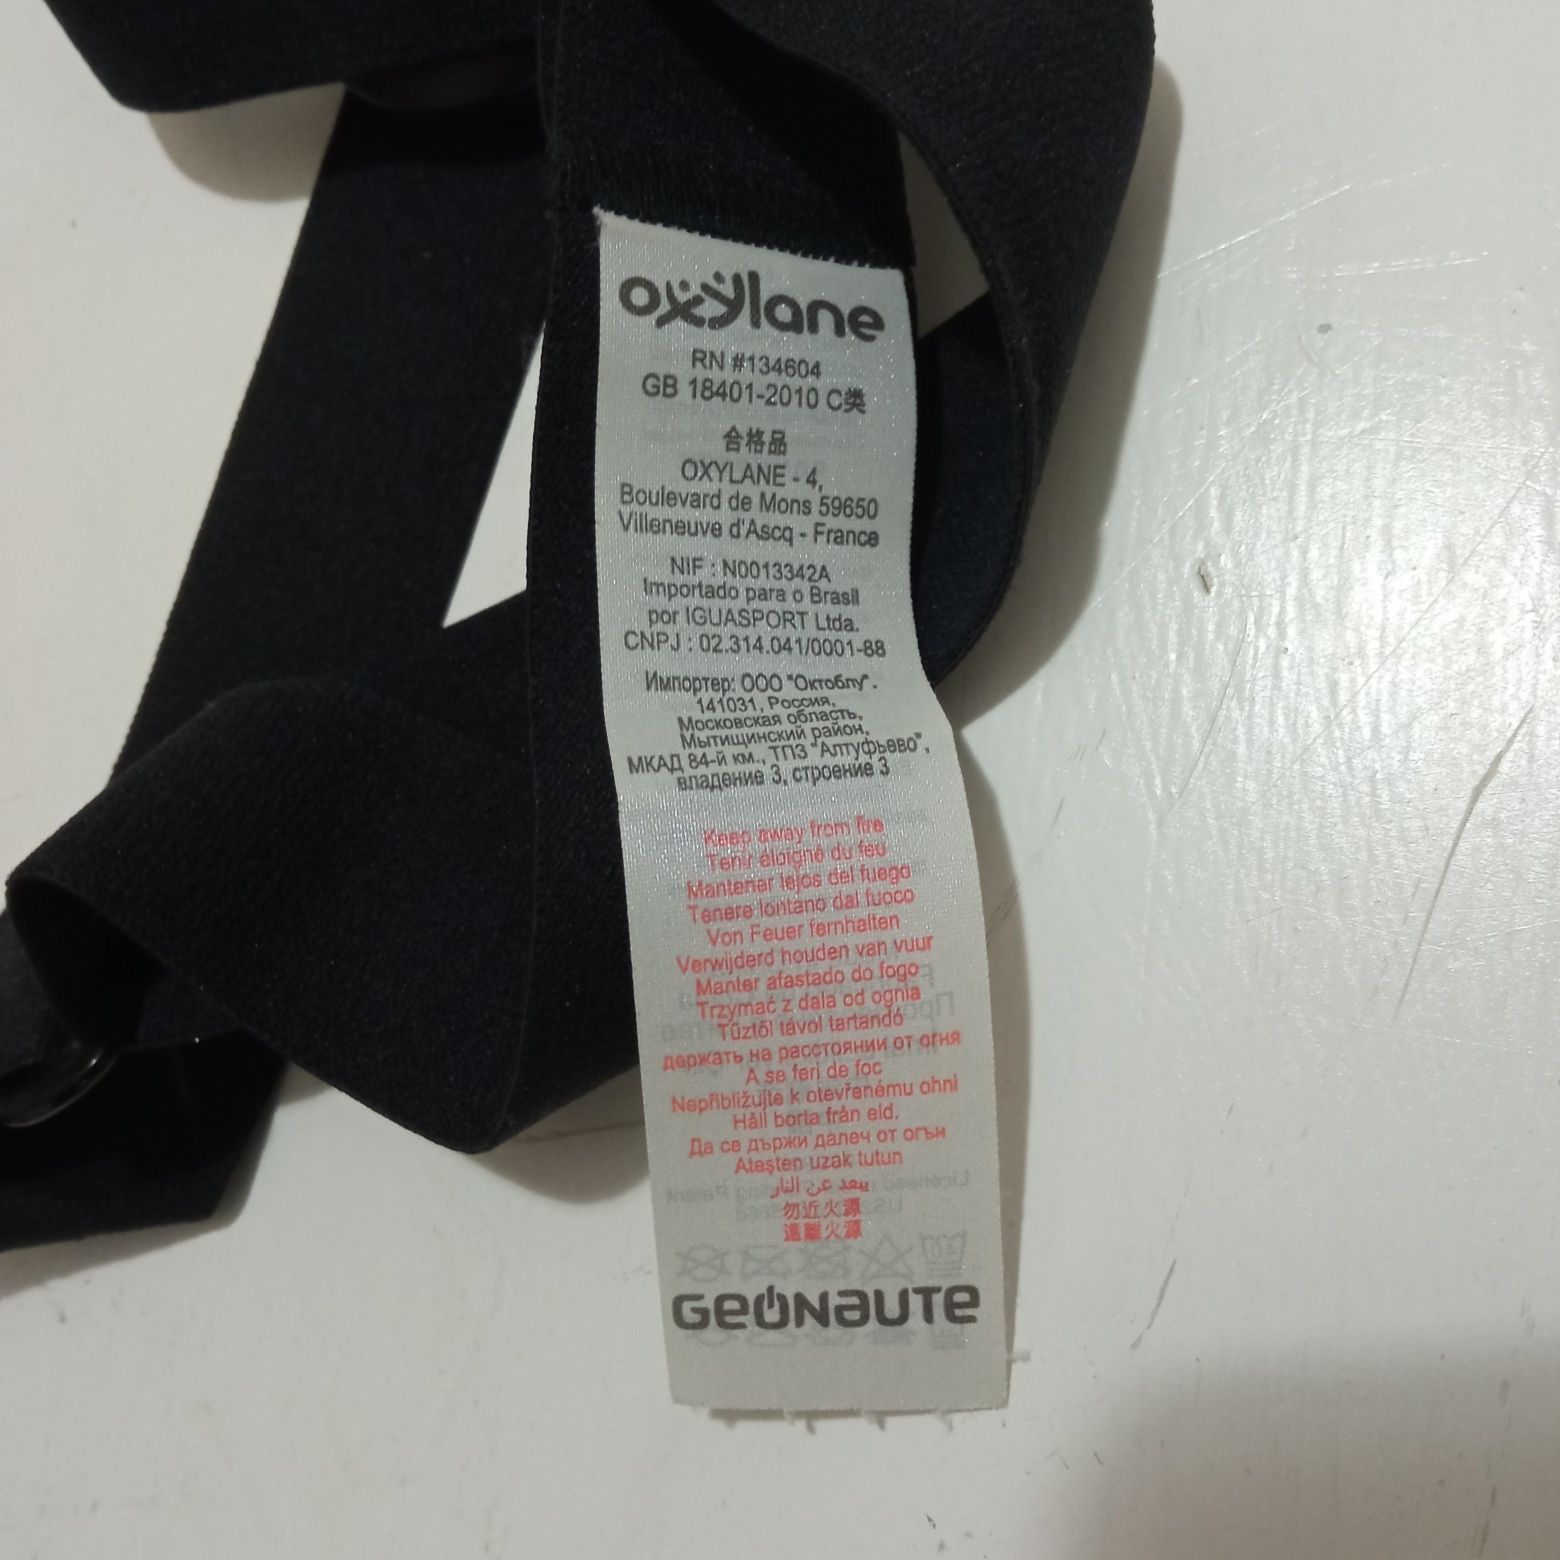 oxylane
RN #134604
GB 18401-2010 C类
合格品
OXYLANE - 4,
Boulevard de Mons 59650
Villeneuve d'Ascq - France
NIF : N0013342A
Importado para o Brasil
por IGUASPORT Ltda.
CNPJ : 02.314.041/0001-88
Импортер: ООО "Октоблу".
141031, Россия,
Московская область,
Мытищинский район,
МКАД 84-й км., ТПЗ "Алтуфьево",
владение 3, строение 3
Keep away from fire
Tenir éloigné du feu
Mantener lejos del fuego
Tenere lontano dal fuoco
Von Feuer fernhalten
Verwijderd houden van vuur
Manter afastado do fogo
Trzymać z dala od ognia
Tűztől távol tartandó
держать на расстоянии от огня
A se feri de foc
Nepřibližujte k otevřenému ohni
Håll borta från eld.
Да се държи далеч от огън
Ateşten uzak tutun
يبعد عن النار
勿近火源
遠離火源
GEONAUTE